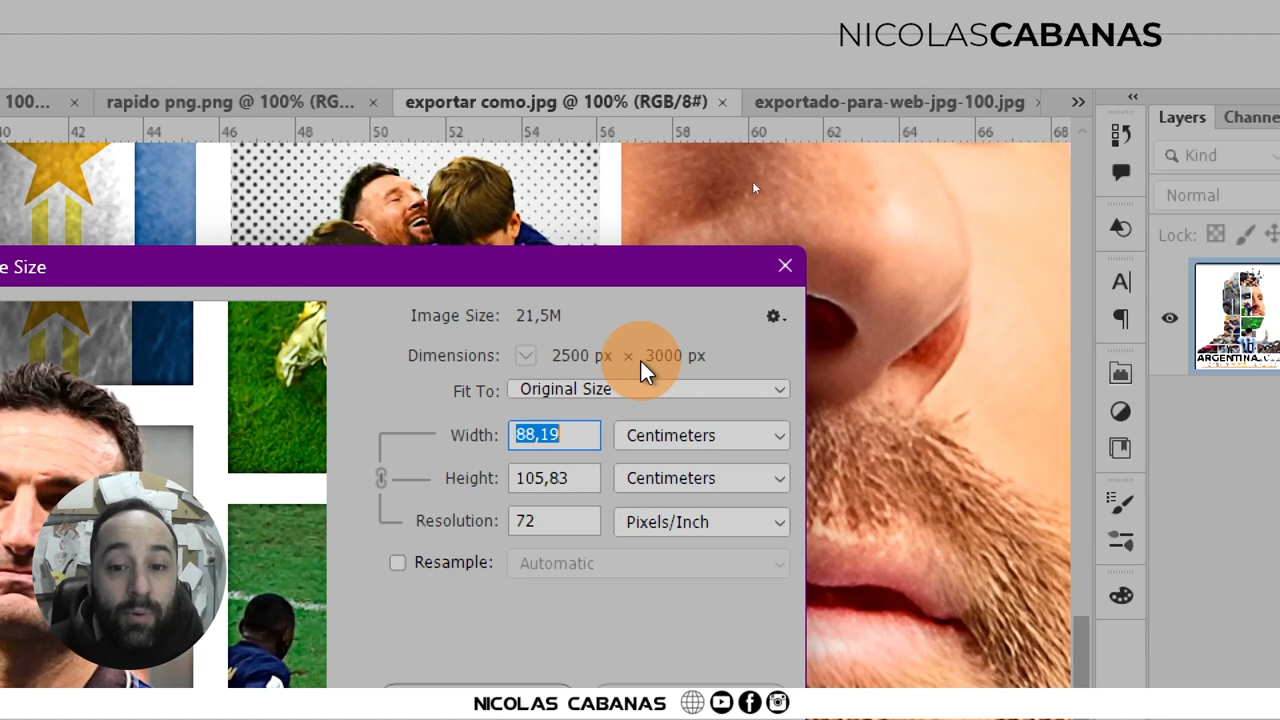 NICOLASCABANAS
100... × rapido png.png @ 100% (RG... × exportar como.jpg @ 100% (RGB/8#) × exportado-para-web-jpg-100.jpg ×
40 42 44 46 48 50 52 54 56 58 60 62 64 66 68
Layers Channe
Kind
Normal
Lock:
e Size
Image Size: 21,5M
Dimensions: 2500 px × 3000 px
Fit To: Original Size
Width: 88,19 Centimeters
Height: 105,83 Centimeters
Resolution: 72 Pixels/Inch
Resample: Automatic
NICOLAS CABANAS